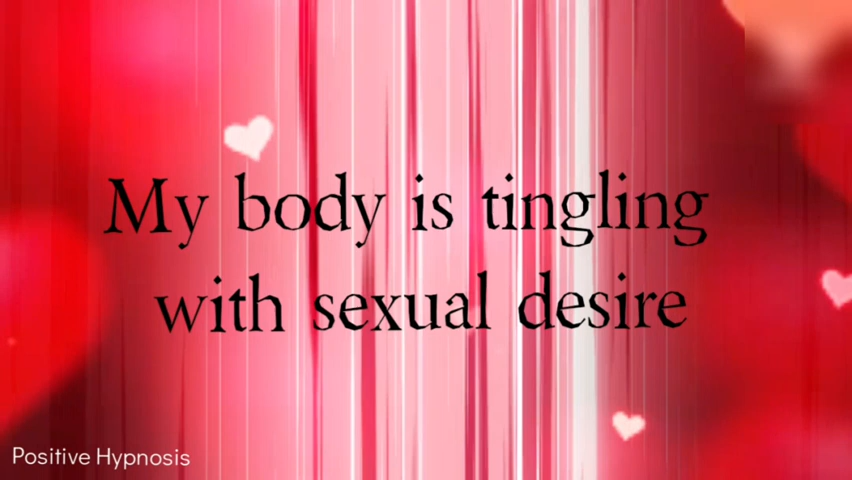 My body is tingling
with sexual desire
Positive Hypnosis